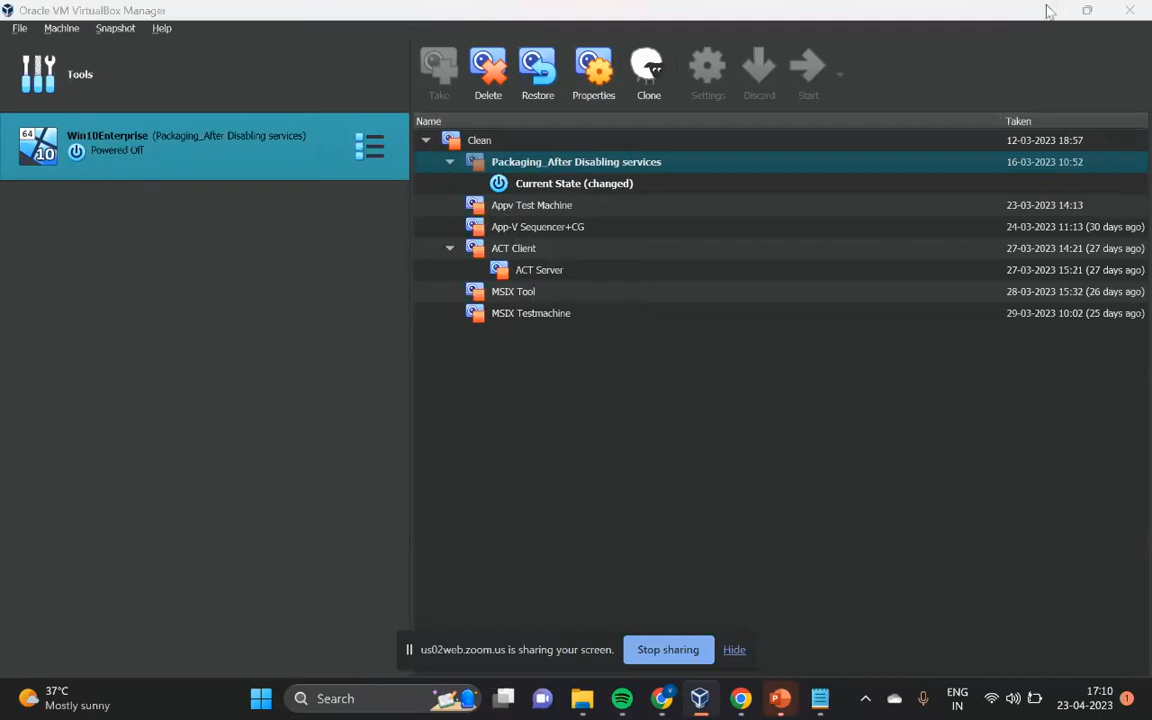 Oracle VM VirtualBox Manager
File Machine Snapshot Help
Tools
Take Delete Restore Properties Clone Settings Discard Start
64
10
Win10Enterprise (Packaging_After Disabling services)
Powered Off
Name Taken
Clean 12-03-2023 18:57
Packaging_After Disabling services 16-03-2023 10:52
Current State (changed)
Appv Test Machine 23-03-2023 14:13
App-V Sequencer+CG 24-03-2023 11:13 (30 days ago)
ACT Client 27-03-2023 14:21 (27 days ago)
ACT Server 27-03-2023 15:21 (27 days ago)
MSIX Tool 28-03-2023 15:32 (26 days ago)
MSIX Testmachine 29-03-2023 10:02 (25 days ago)
us02web.zoom.us is sharing your screen. Stop sharing Hide
37°C
Mostly sunny
Search
ENG
IN
17:10
23-04-2023
1